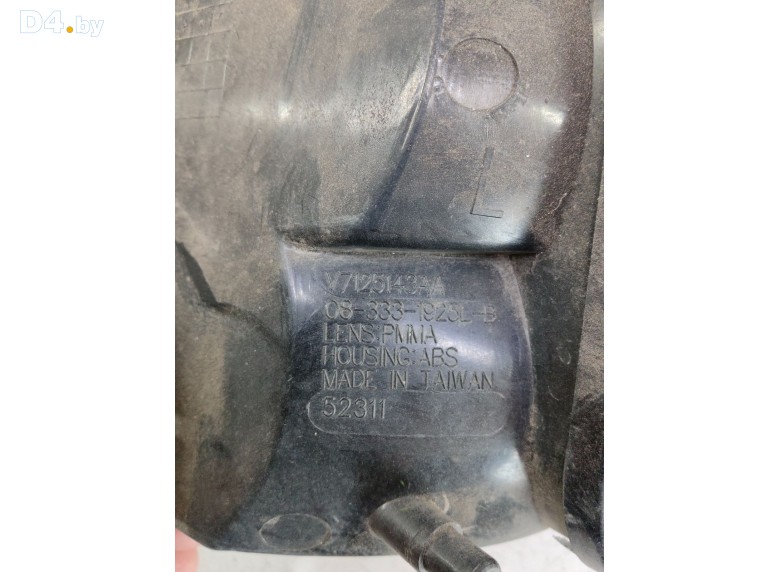 D4.by
L
V7125143AA
08-333-1923L-B
LENS:PMMA
HOUSING:ABS
MADE IN TAIWAN
52311